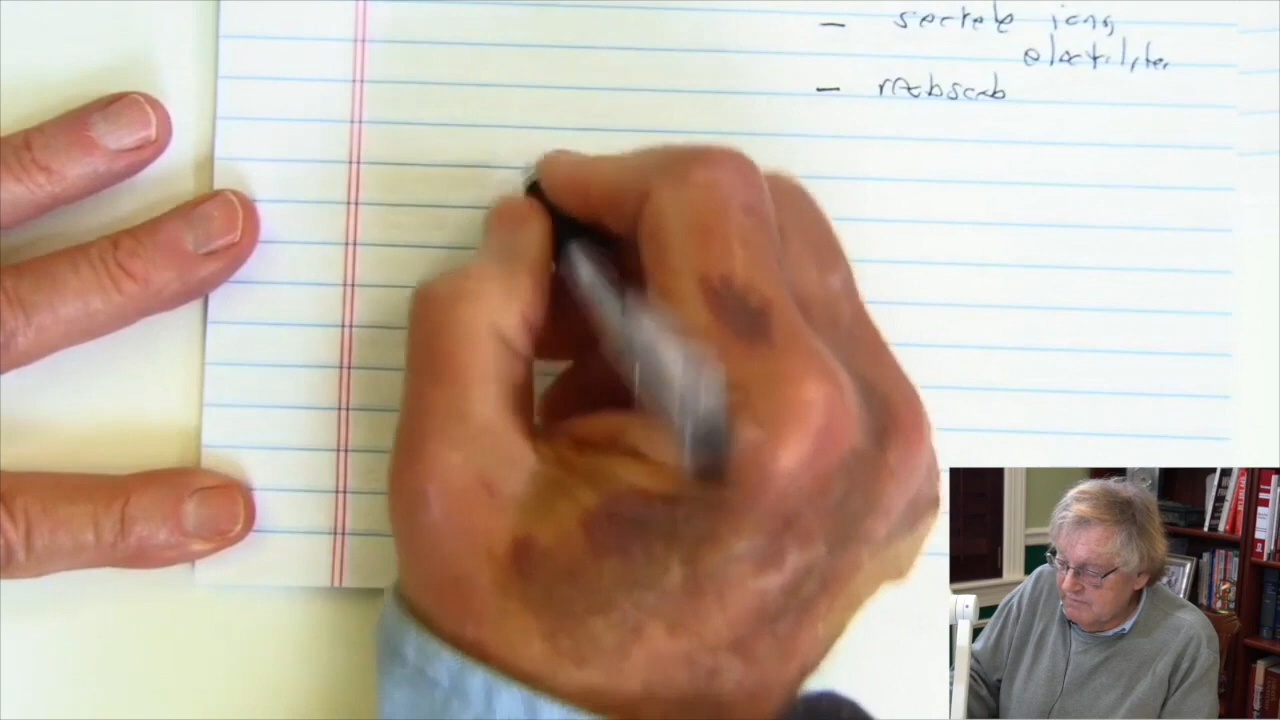 - secrete ions
electrolytes
- reabsorb